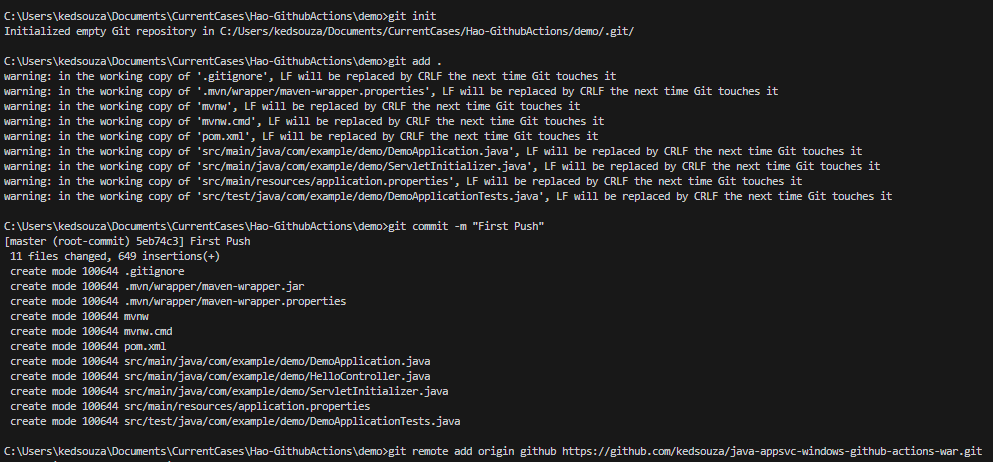 C:\Users\kedsouza\Documents\CurrentCases\Hao-GithubActions\demo>git init
Initialized empty Git repository in C:/Users/kedsouza/Documents/CurrentCases/Hao-GithubActions/demo/.git/
C:\Users\kedsouza\Documents\CurrentCases\Hao-GithubActions\demo>git add .
warning: in the working copy of '.gitignore', LF will be replaced by CRLF the next time Git touches it
warning: in the working copy of '.mvn/wrapper/maven-wrapper.properties', LF will be replaced by CRLF the next time Git touches it
warning: in the working copy of 'mvnw', LF will be replaced by CRLF the next time Git touches it
warning: in the working copy of 'mvnw.cmd', LF will be replaced by CRLF the next time Git touches it
warning: in the working copy of 'pom.xml', LF will be replaced by CRLF the next time Git touches it
warning: in the working copy of 'src/main/java/com/example/demo/DemoApplication.java', LF will be replaced by CRLF the next time Git touches it
warning: in the working copy of 'src/main/java/com/example/demo/ServletInitializer.java', LF will be replaced by CRLF the next time Git touches it
warning: in the working copy of 'src/main/resources/application.properties', LF will be replaced by CRLF the next time Git touches it
warning: in the working copy of 'src/test/java/com/example/demo/DemoApplicationTests.java', LF will be replaced by CRLF the next time Git touches it
C:\Users\kedsouza\Documents\CurrentCases\Hao-GithubActions\demo>git commit -m "First Push"
[master (root-commit) 5eb74c3] First Push
 11 files changed, 649 insertions(+)
 create mode 100644 .gitignore
 create mode 100644 .mvn/wrapper/maven-wrapper.jar
 create mode 100644 .mvn/wrapper/maven-wrapper.properties
 create mode 100644 mvnw
 create mode 100644 mvnw.cmd
 create mode 100644 pom.xml
 create mode 100644 src/main/java/com/example/demo/DemoApplication.java
 create mode 100644 src/main/java/com/example/demo/HelloController.java
 create mode 100644 src/main/java/com/example/demo/ServletInitializer.java
 create mode 100644 src/main/resources/application.properties
 create mode 100644 src/test/java/com/example/demo/DemoApplicationTests.java
C:\Users\kedsouza\Documents\CurrentCases\Hao-GithubActions\demo>git remote add origin github https://github.com/kedsouza/java-appsvc-windows-github-actions-war.git